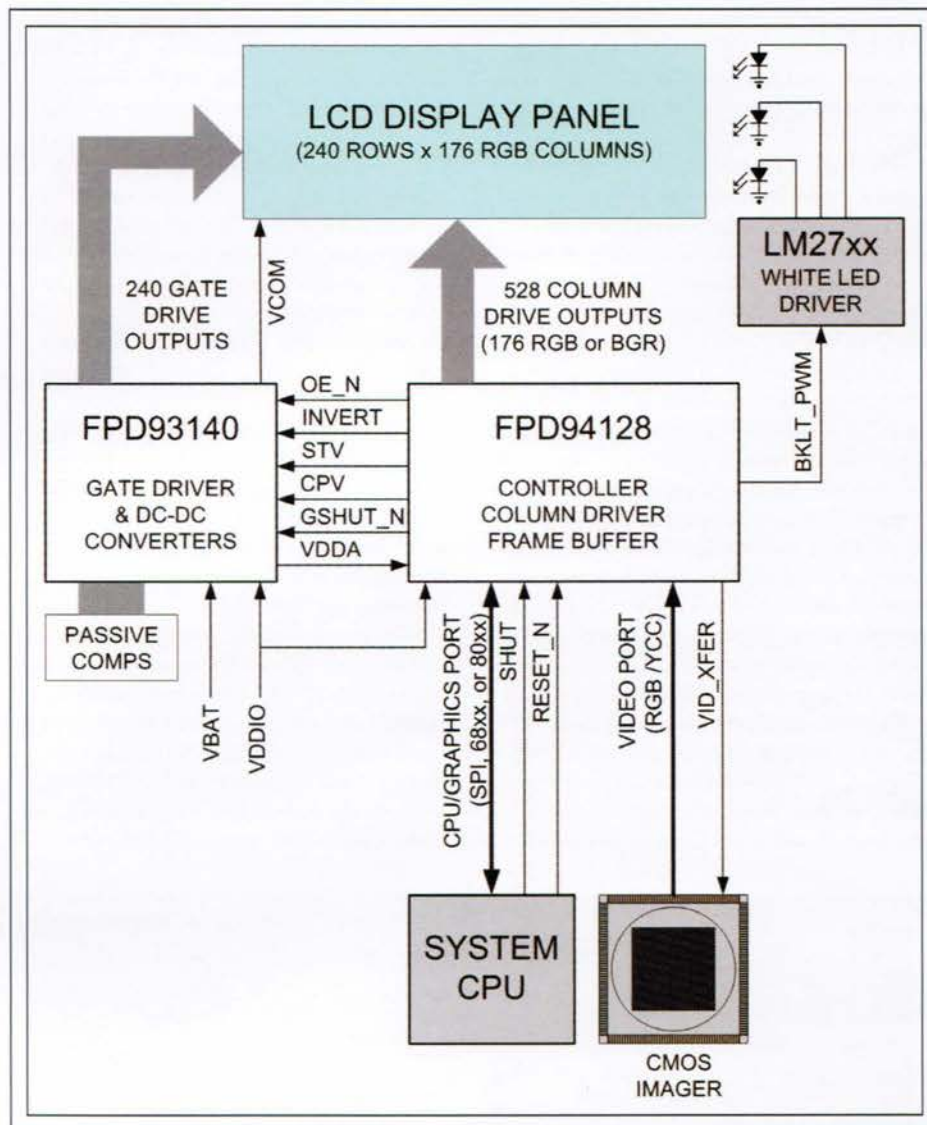 LCD DISPLAY PANEL
(240 ROWS x 176 RGB COLUMNS)
LM27xx
WHITE LED
DRIVER
240 GATE
DRIVE
OUTPUTS
VCOM
528 COLUMN
DRIVE OUTPUTS
(176 RGB or BGR)
BKLT_PWM
FPD93140
GATE DRIVER
& DC-DC
CONVERTERS
OE_N
INVERT
STV
CPV
GSHUT_N
VDDA
FPD94128
CONTROLLER
COLUMN DRIVER
FRAME BUFFER
PASSIVE
COMPS
VBAT
VDDIO
CPU/GRAPHICS PORT
(SPI, 68xx, or 80xx)
SHUT
RESET_N
VIDEO PORT
(RGB /YCC)
VID_XFER
SYSTEM
CPU
CMOS
IMAGER